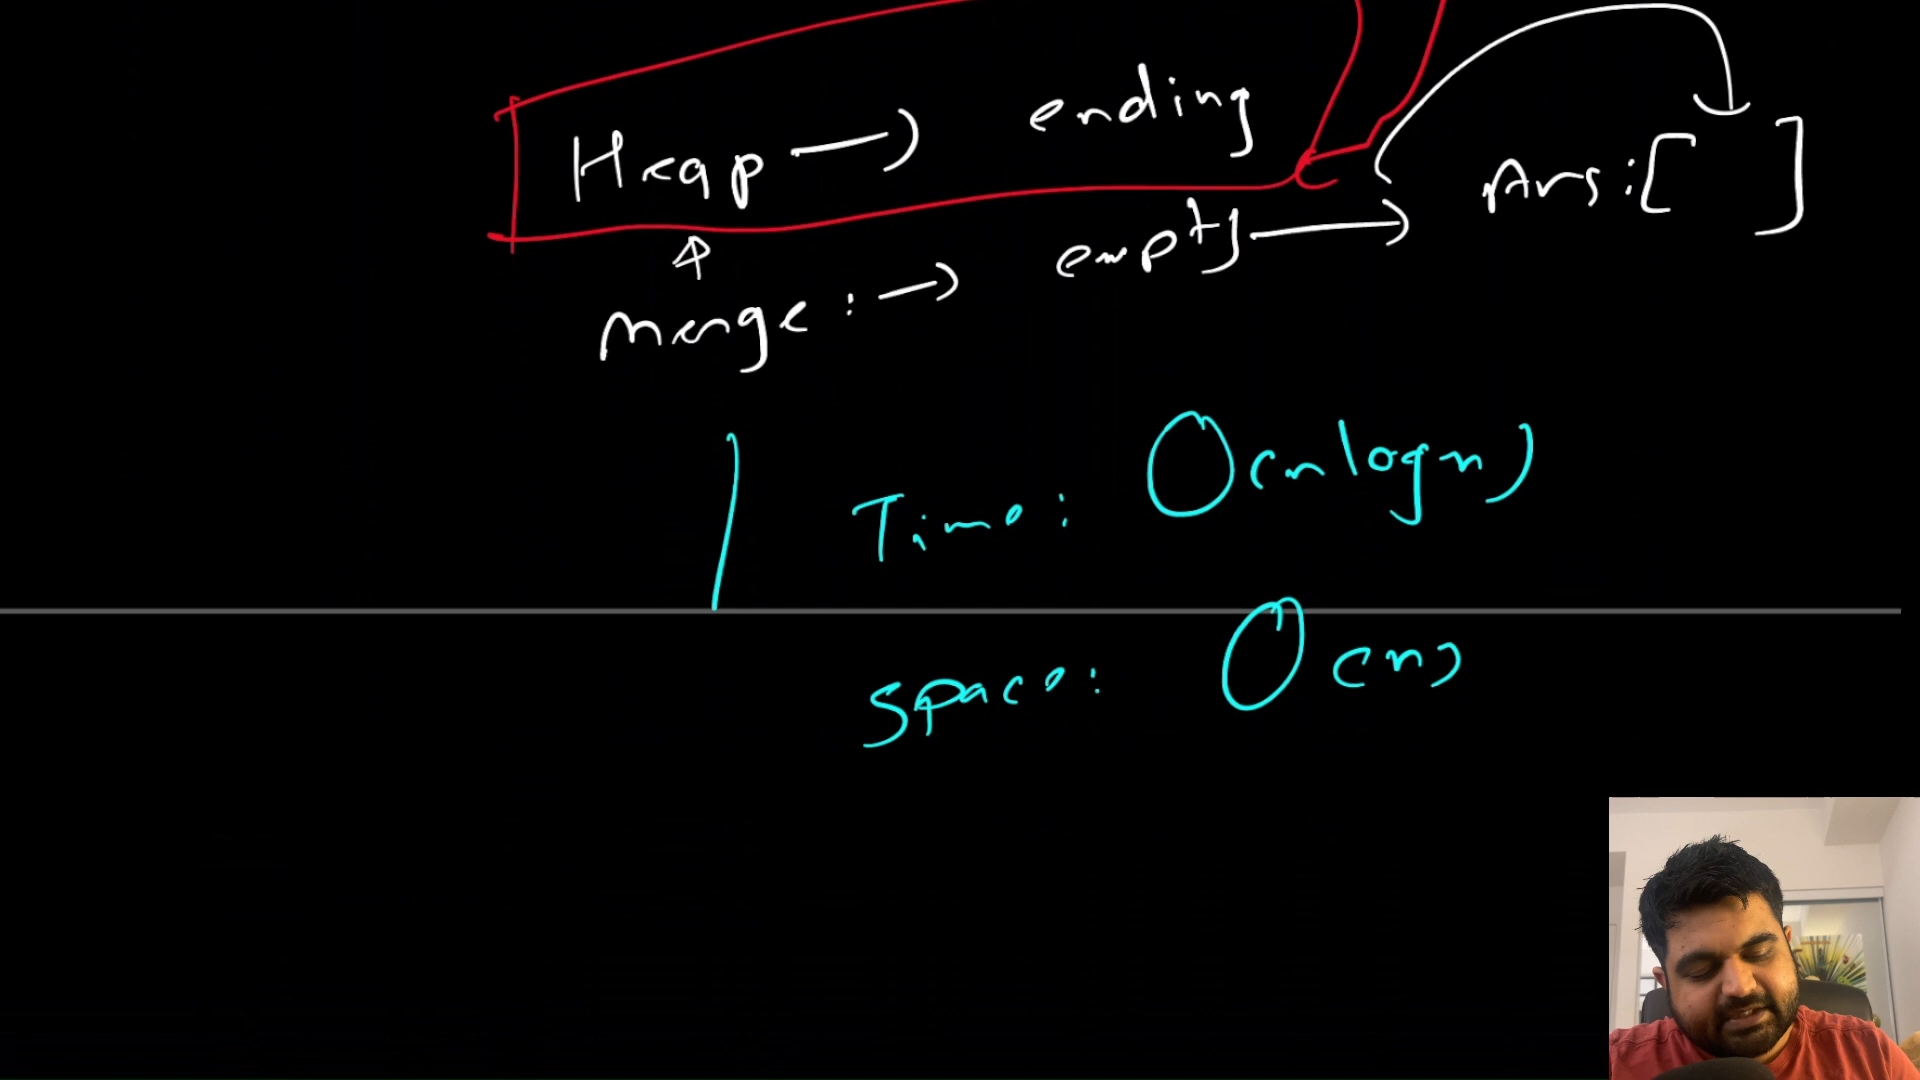 Heap → ending
Merge : → empty → Ans : [ ]
Time : O(nlogn)
Space : O(n)